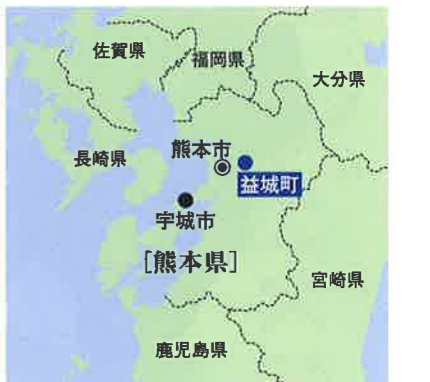 佐賀県
福岡県
大分県
長崎県
熊本市
益城町
宇城市
[熊本県]
宮崎県
鹿児島県